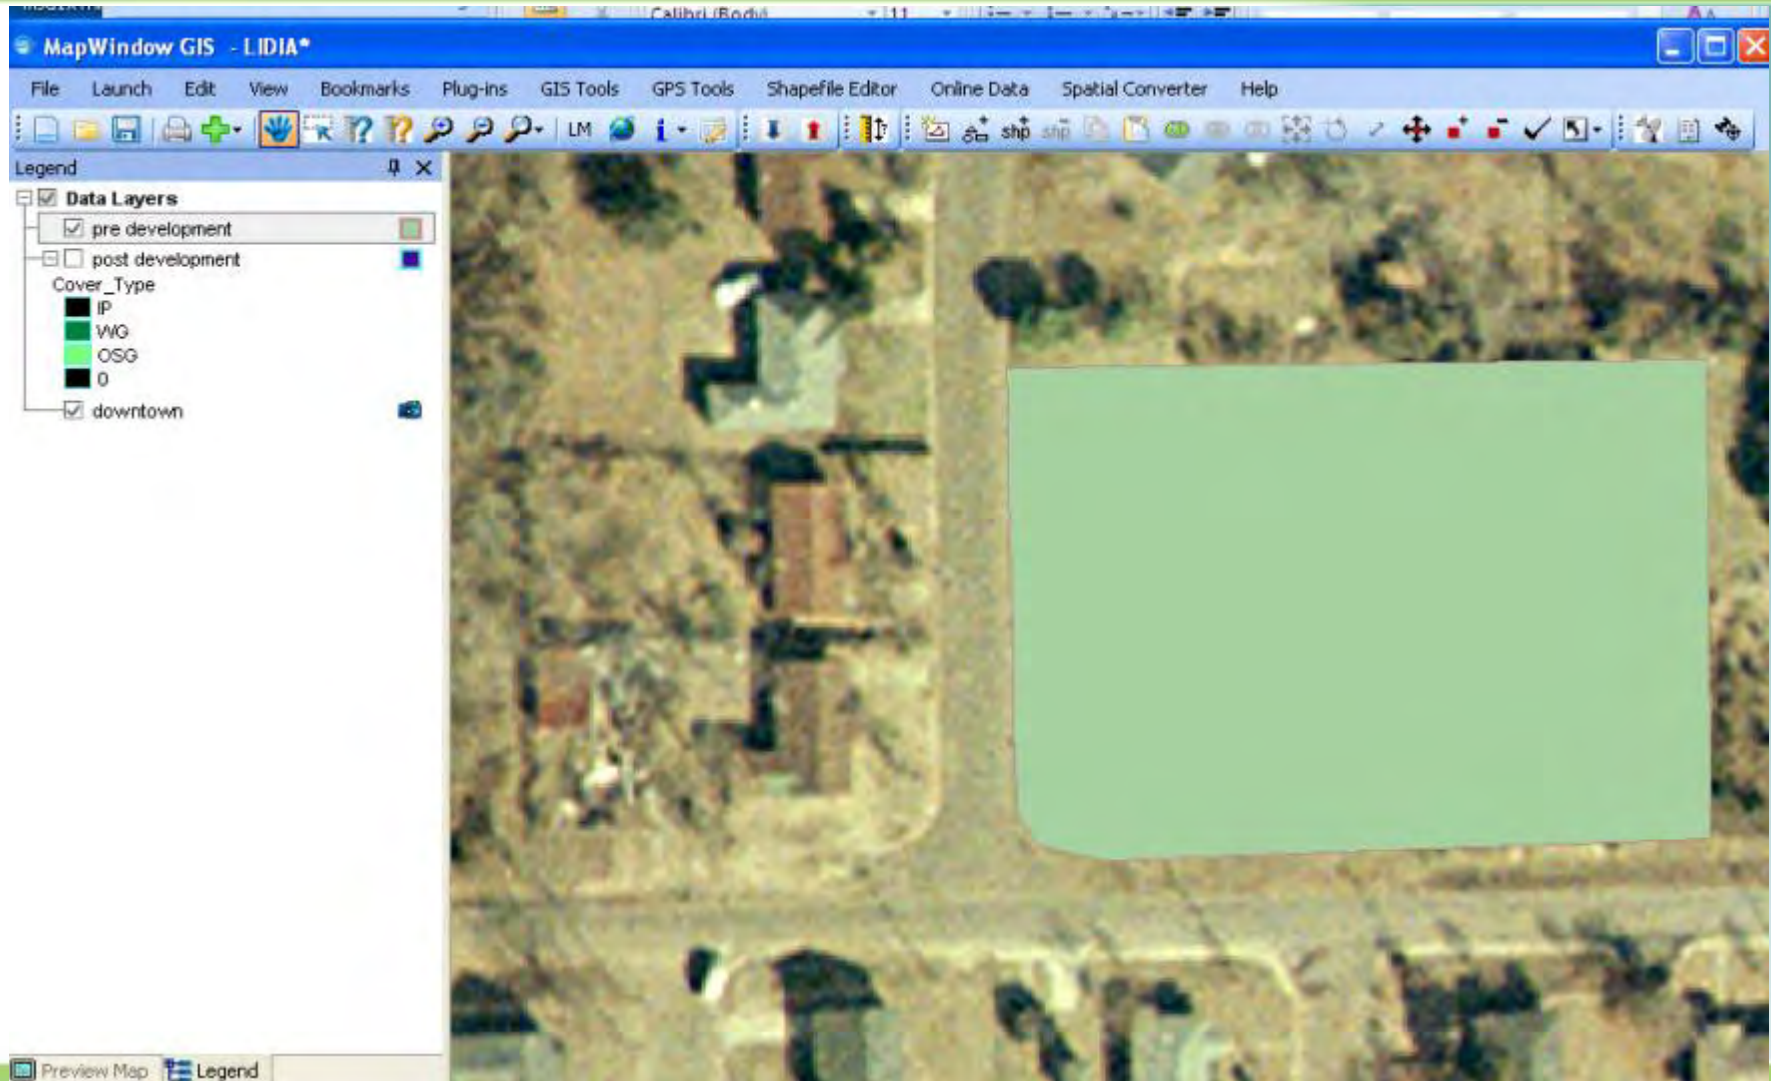 Calibri (Body) 11
MapWindow GIS - LIDIA*
File Launch Edit View Bookmarks Plug-ins GIS Tools GPS Tools Shapefile Editor Online Data Spatial Converter Help
LM shp shp
Legend
Data Layers
pre development
post development
Cover_Type
IP
WG
OSG
0
downtown
Preview Map Legend